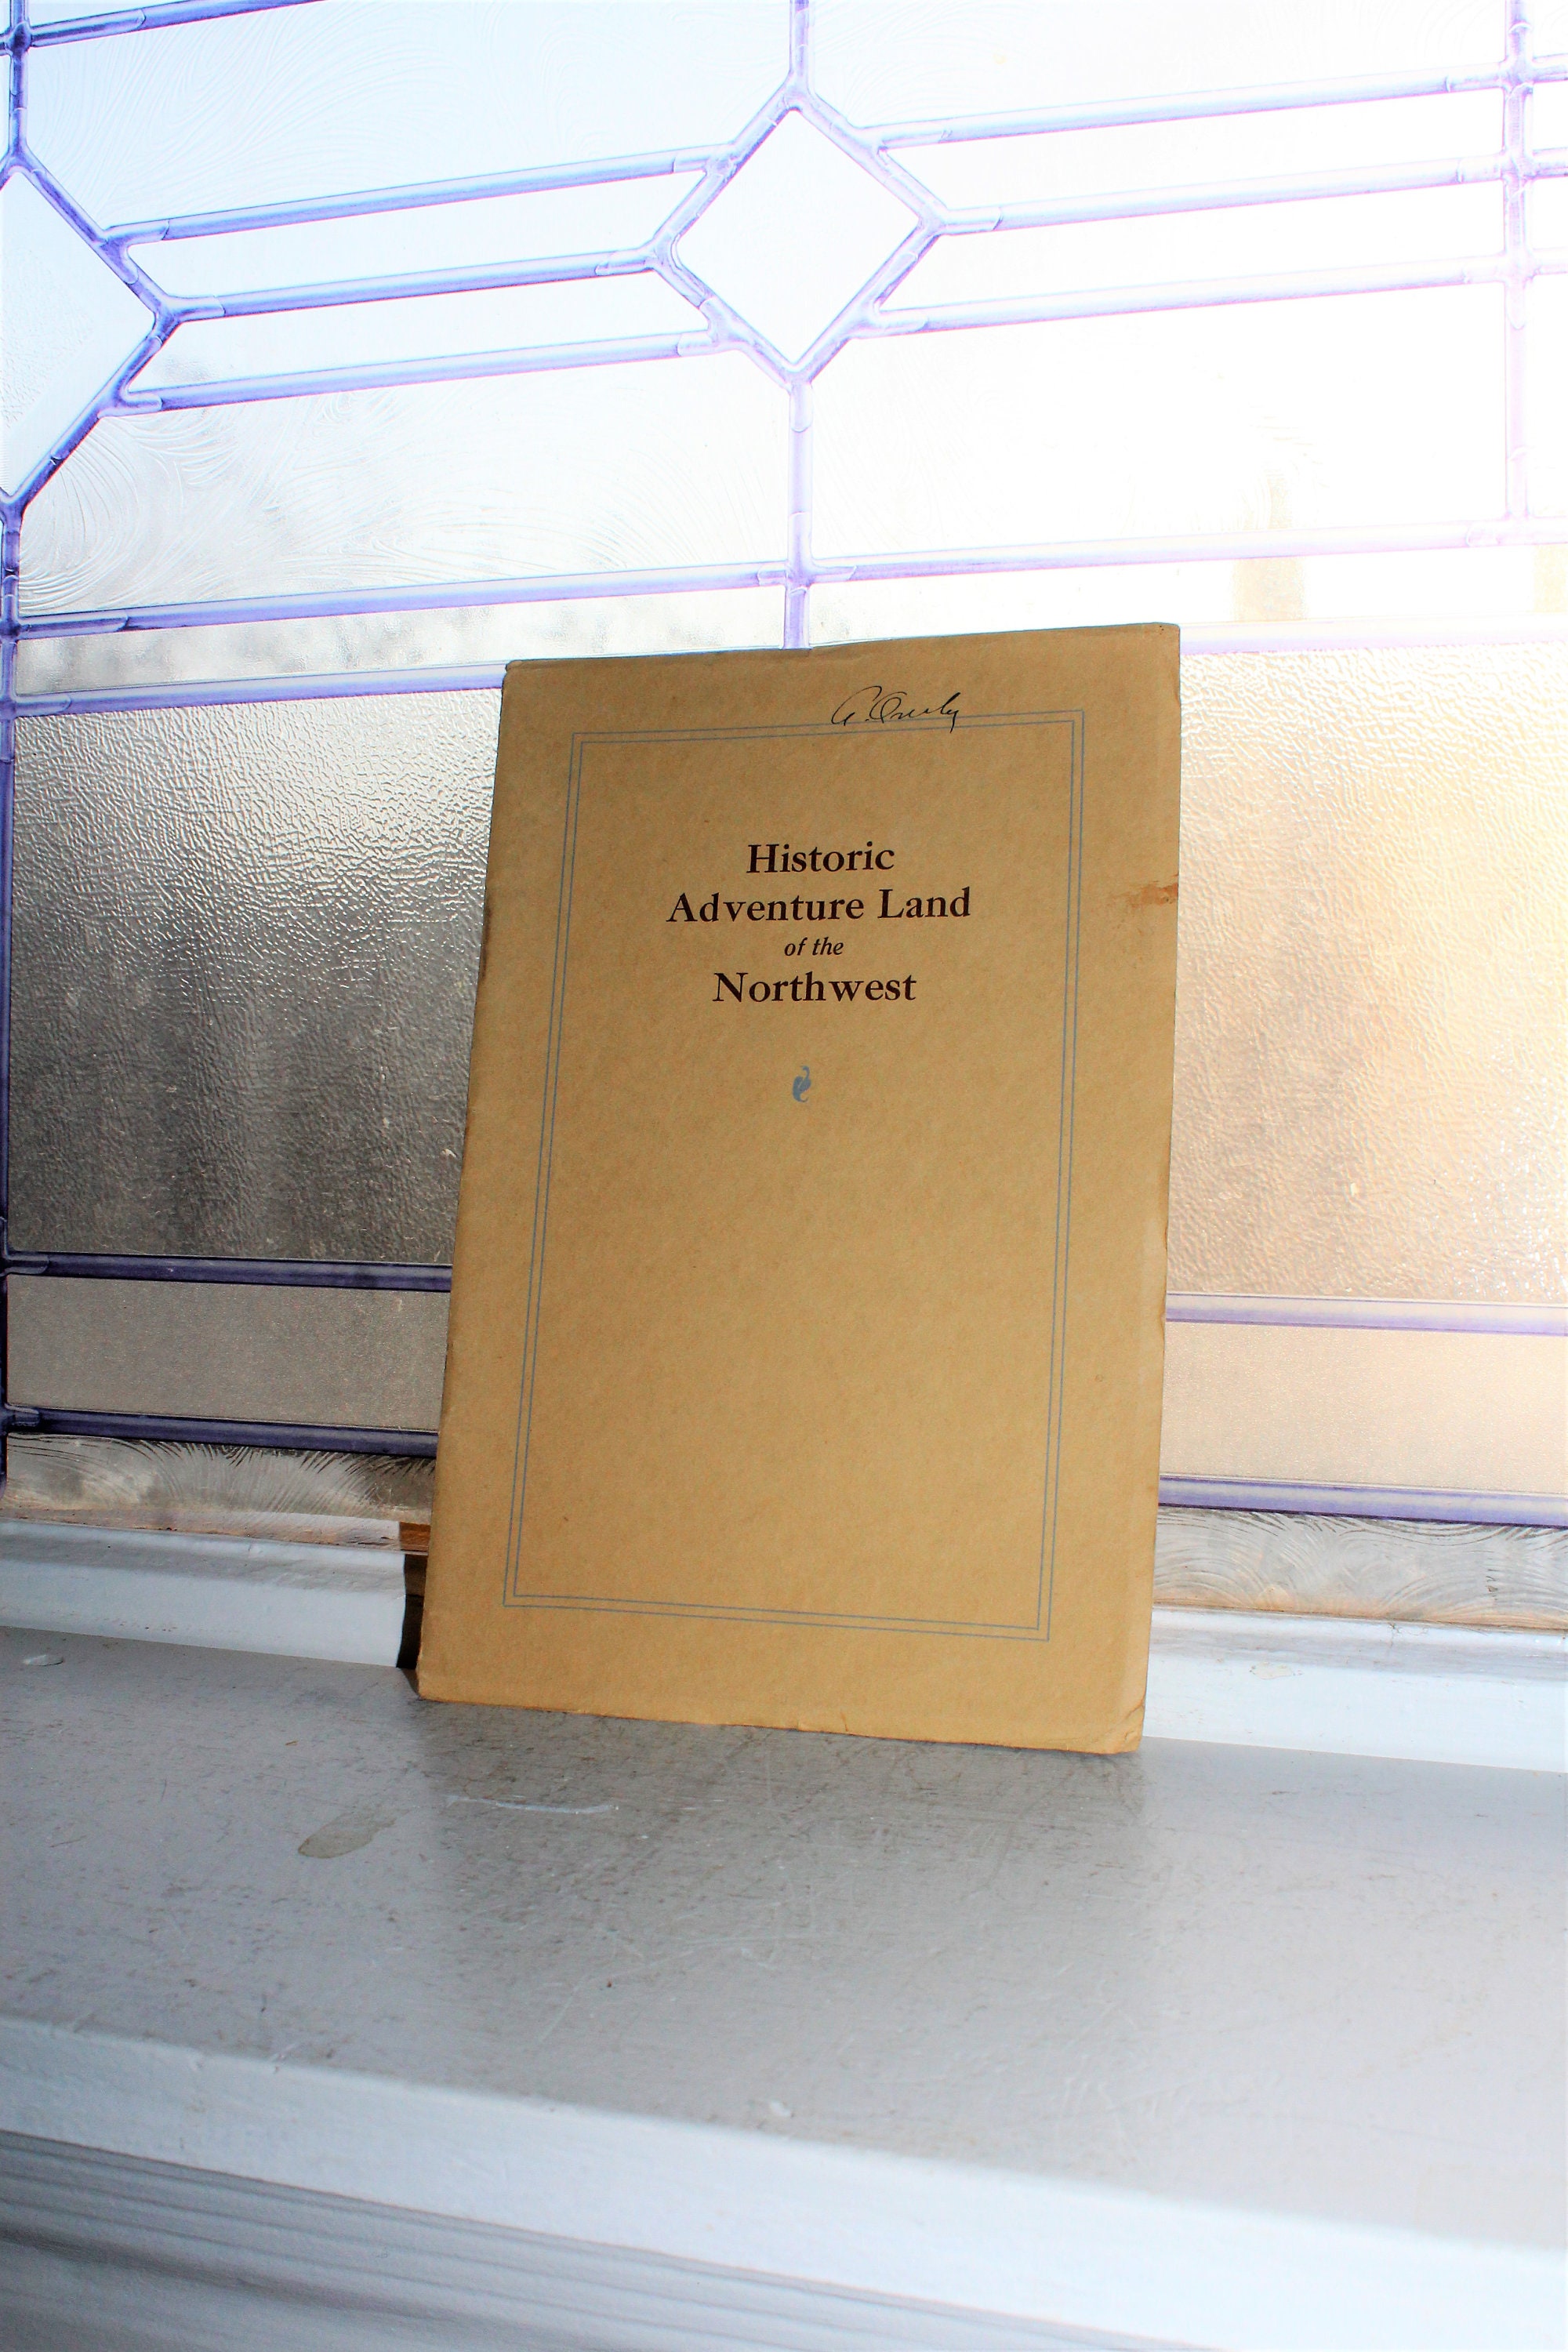 Historic
Adventure Land
of the
Northwest